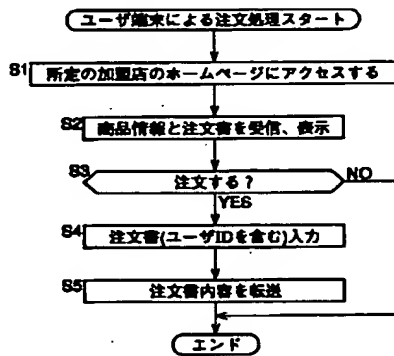 ユーザ端末による注文処理スタート
S1 所定の加盟店のホームページにアクセスする
S2 商品情報と注文書を受信、表示
S3 注文する？ NO
YES
S4 注文書(ユーザIDを含む)入力
S5 注文書内容を転送
エンド